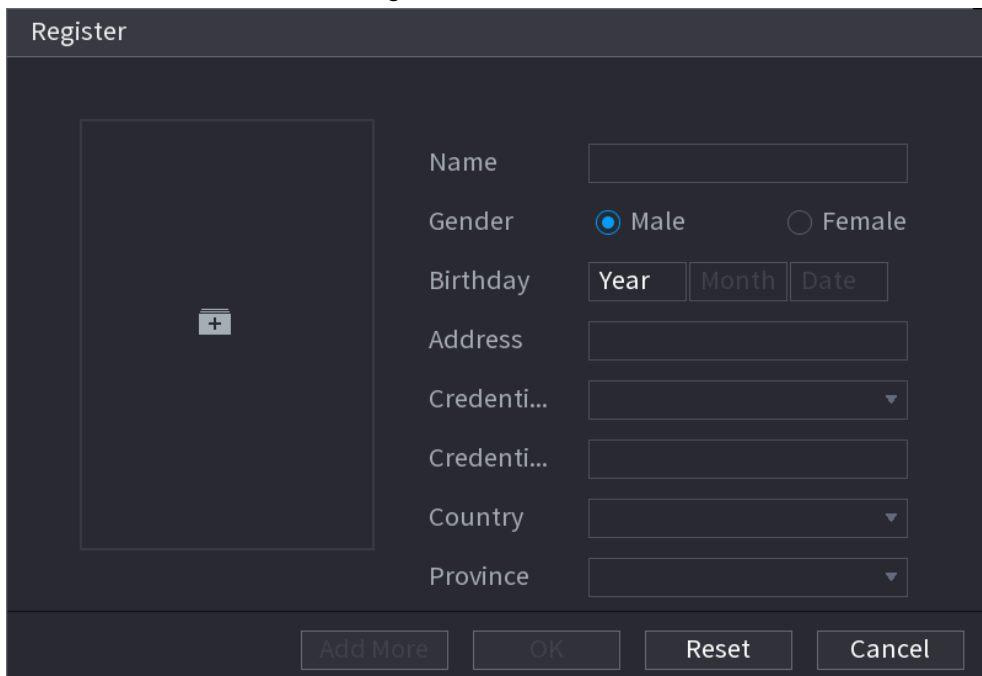 Register
Name
Gender Male Female
Birthday Year Month Date
Address
Credenti...
Credenti...
Country
Province
Add More OK Reset Cancel